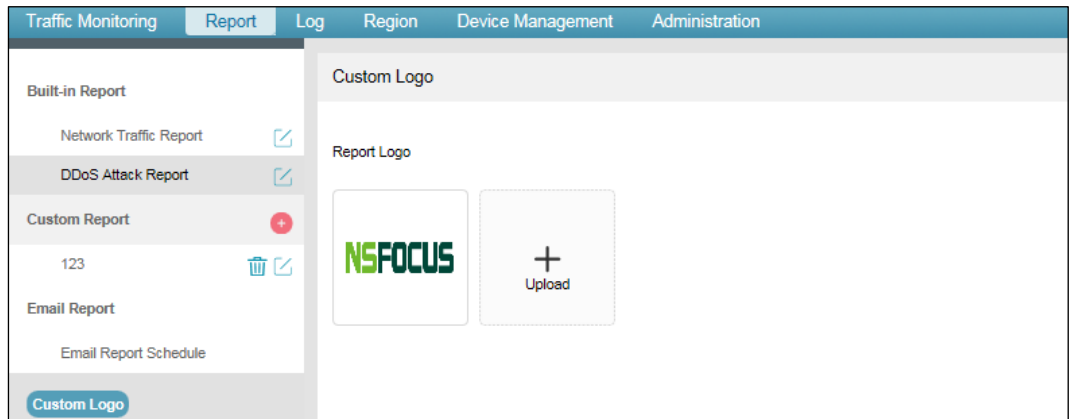 Traffic Monitoring Report Log Region Device Management Administration
Built-in Report
Network Traffic Report
DDoS Attack Report
Custom Report
123
Email Report
Email Report Schedule
Custom Logo
Custom Logo
Report Logo
NSFOCUS
Upload